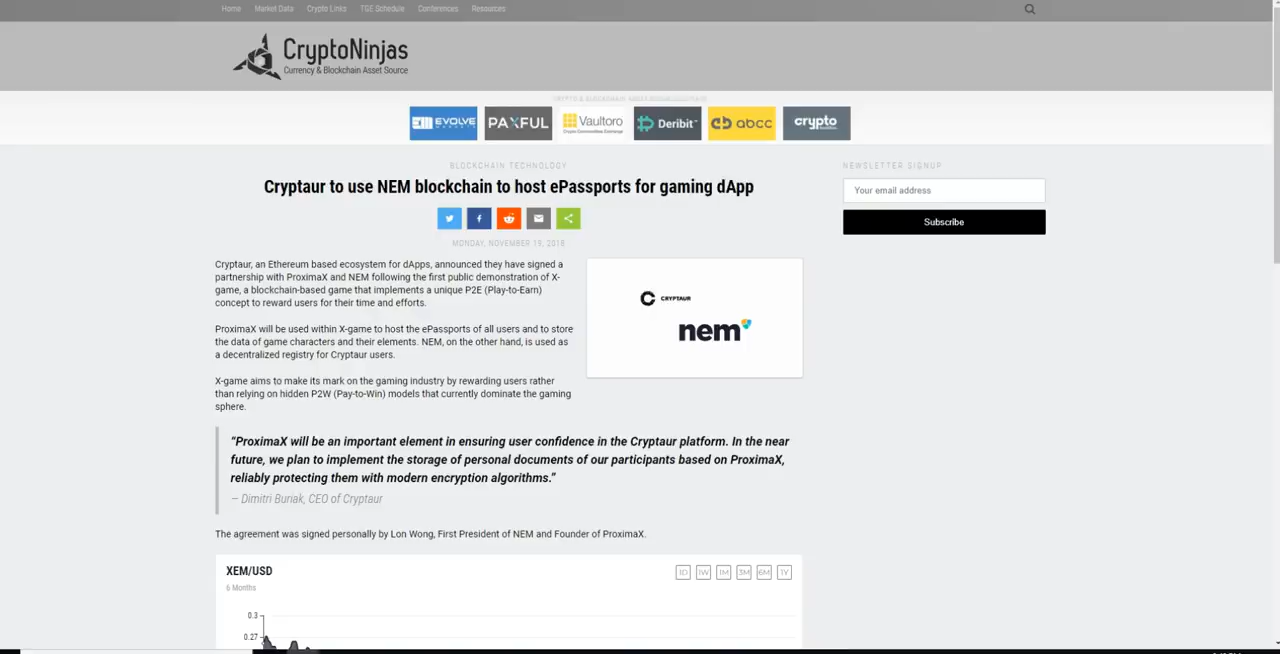 Home Market Data Crypto Links TGE Schedule Conferences Resources
CryptoNinjas
Currency & Blockchain Asset Source
EVOLVE
PAXFUL
Vaultoro
Crypto Commodities Exchange
Deribit
abcc
crypto
BLOCKCHAIN TECHNOLOGY
Cryptaur to use NEM blockchain to host ePassports for gaming dApp
MONDAY, NOVEMBER 19, 2018
Cryptaur, an Ethereum based ecosystem for dApps, announced they have signed a
partnership with ProximaX and NEM following the first public demonstration of X-
game, a blockchain-based game that implements a unique P2E (Play-to-Earn)
concept to reward users for their time and efforts.
ProximaX will be used within X-game to host the ePassports of all users and to store
the data of game characters and their elements. NEM, on the other hand, is used as
a decentralized registry for Cryptaur users.
X-game aims to make its mark on the gaming industry by rewarding users rather
than relying on hidden P2W (Pay-to-Win) models that currently dominate the gaming
sphere.
CRYPTAUR
nem
“ProximaX will be an important element in ensuring user confidence in the Cryptaur platform. In the near
future, we plan to implement the storage of personal documents of our participants based on ProximaX,
reliably protecting them with modern encryption algorithms.”
– Dimitri Buriak, CEO of Cryptaur
The agreement was signed personally by Lon Wong, First President of NEM and Founder of ProximaX.
XEM/USD
6 Months
1D 1W 1M 3M 6M 1Y
0.3
0.27
NEWSLETTER SIGNUP
Your email address
Subscribe